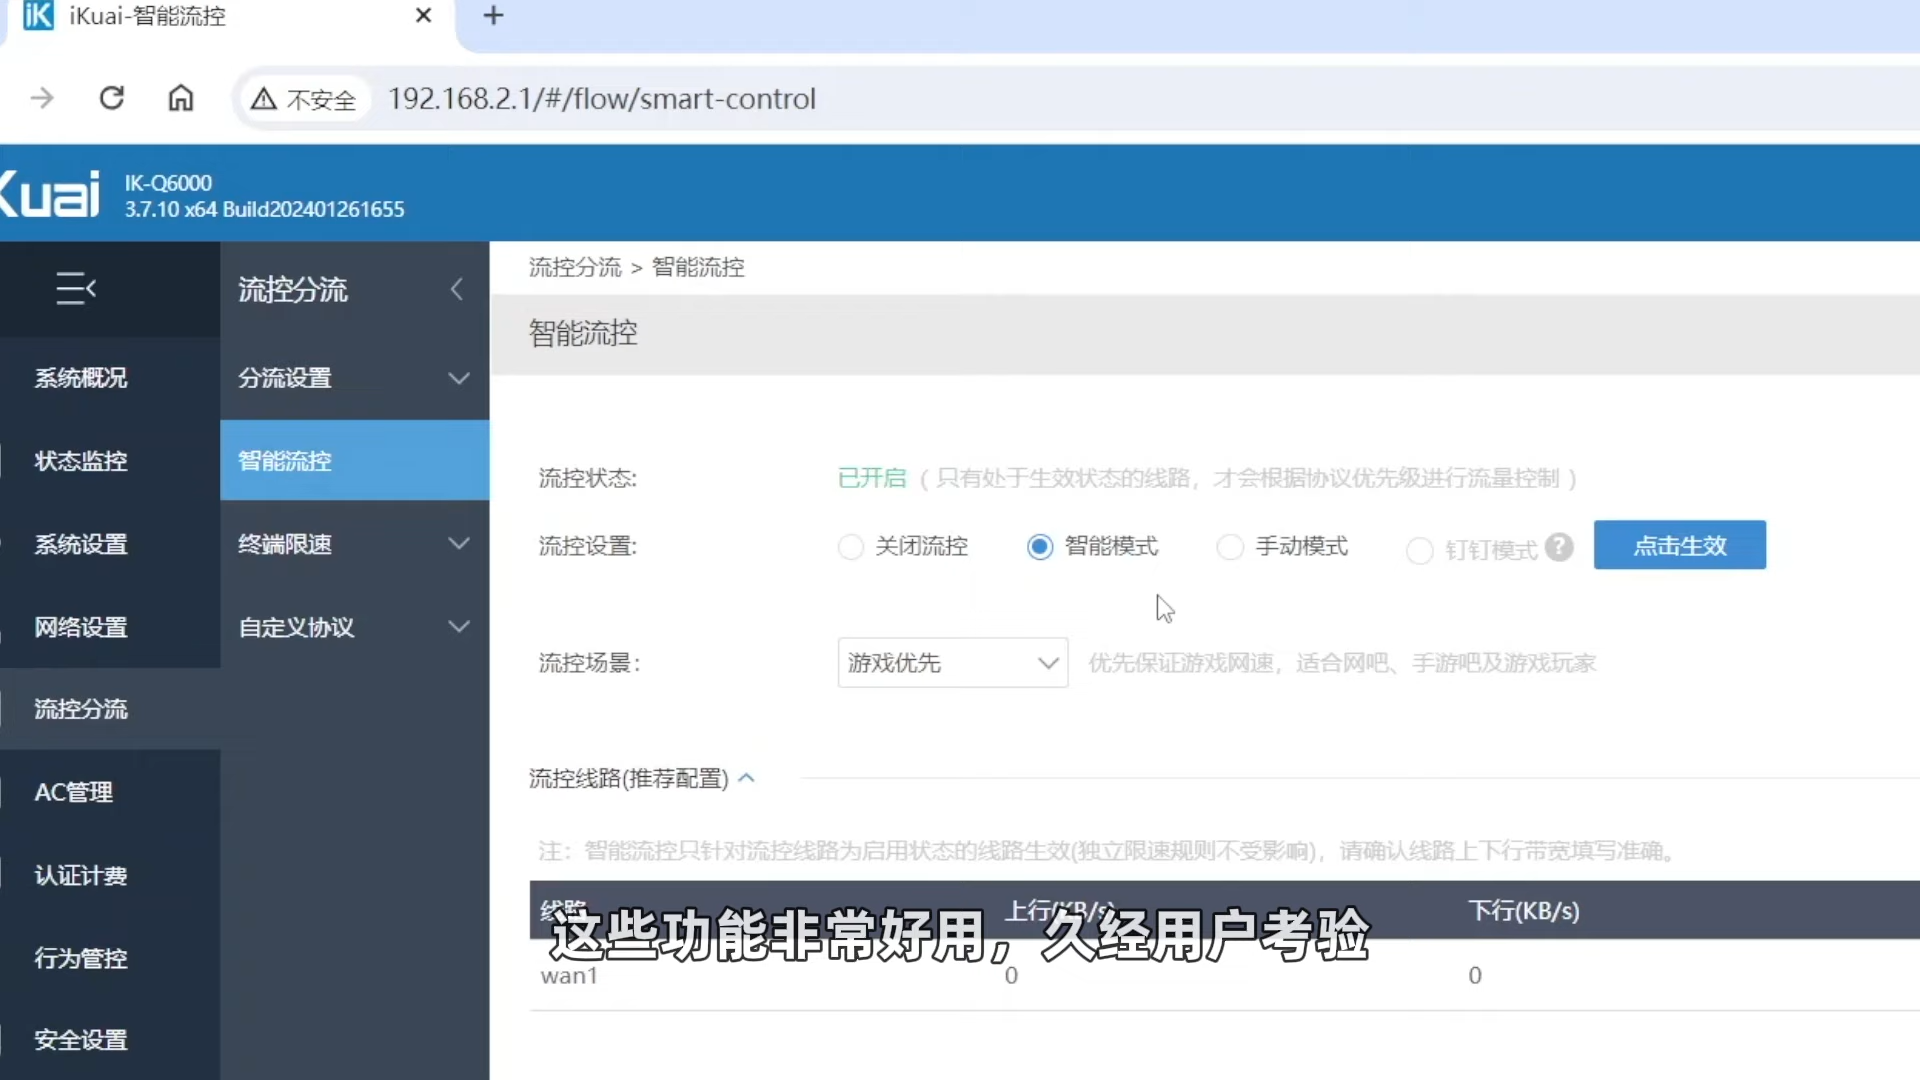 iK iKuai-智能流控
不安全 192.168.2.1/#/flow/smart-control
Kuai
IK-Q6000
3.7.10 x64 Build202401261655
系统概况
状态监控
系统设置
网络设置
流控分流
AC管理
认证计费
行为管控
安全设置
流控分流
分流设置
智能流控
终端限速
自定义协议
流控分流 > 智能流控
智能流控
流控状态: 已开启 ( 只有处于生效状态的线路，才会根据协议优先级进行流量控制 )
流控设置: 关闭流控 智能模式 手动模式 钉钉模式 ? 点击生效
流控场景: 游戏优先 优先保证游戏网速，适合网吧、手游吧及游戏玩家
流控线路(推荐配置)
注：智能流控只针对流控线路为启用状态的线路生效(独立限速规则不受影响)，请确认线路上下行带宽填写准确。
线路 上行(KB/s) 下行(KB/s)
这些功能非常好用，久经用户考验
wan1 0 0